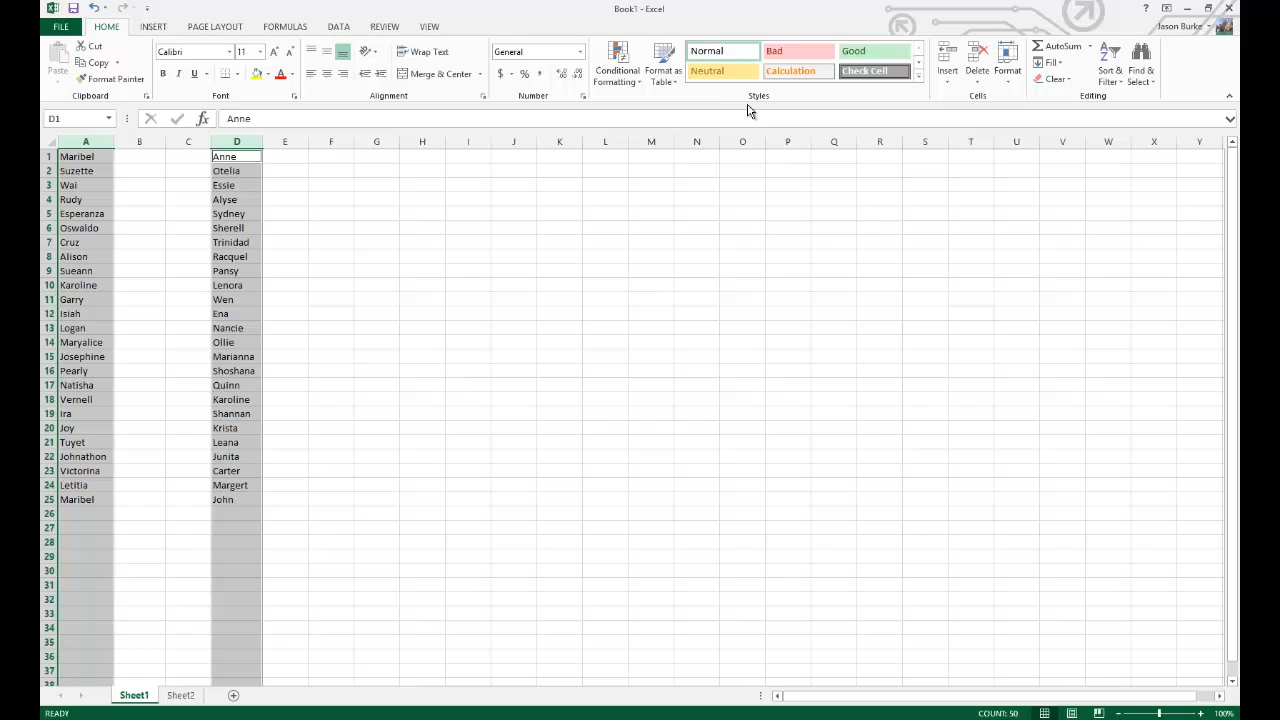 Book1 - Excel
FILE HOME INSERT PAGE LAYOUT FORMULAS DATA REVIEW VIEW Jason Burke
Paste
Cut
Copy
Format Painter
Clipboard
Calibri 11
Font
Wrap Text
Merge & Center
Alignment
General
Number
Conditional Formatting
Format as Table
Normal Bad Good
Neutral Calculation Check Cell
Styles
Insert Delete Format
Cells
AutoSum
Fill
Clear
Sort & Filter
Find & Select
Editing
D1 Anne
A B C D E F G H I J K L M N O P Q R S T U V W X Y
1 Maribel Anne
2 Suzette Otelia
3 Wai Essie
4 Rudy Alyse
5 Esperanza Sydney
6 Oswaldo Sherell
7 Cruz Trinidad
8 Alison Racquel
9 Sueann Pansy
10 Karoline Lenora
11 Garry Wen
12 Isiah Ena
13 Logan Nancie
14 Maryalice Ollie
15 Josephine Marianna
16 Pearly Shoshana
17 Natisha Quinn
18 Vernell Karoline
19 Ira Shannan
20 Joy Krista
21 Tuyet Leana
22 Johnathon Junita
23 Victorina Carter
24 Letitia Margert
25 Maribel John
26
27
28
29
30
31
32
33
34
35
36
37
38
Sheet1 Sheet2
READY COUNT: 50 100%